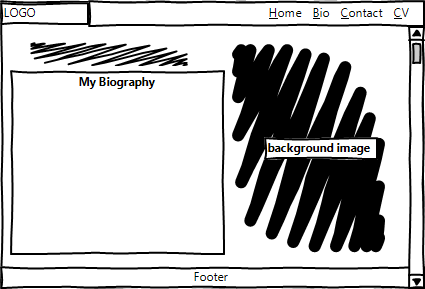 LOGO
Home Bio Contact CV
My Biography
background image
Footer